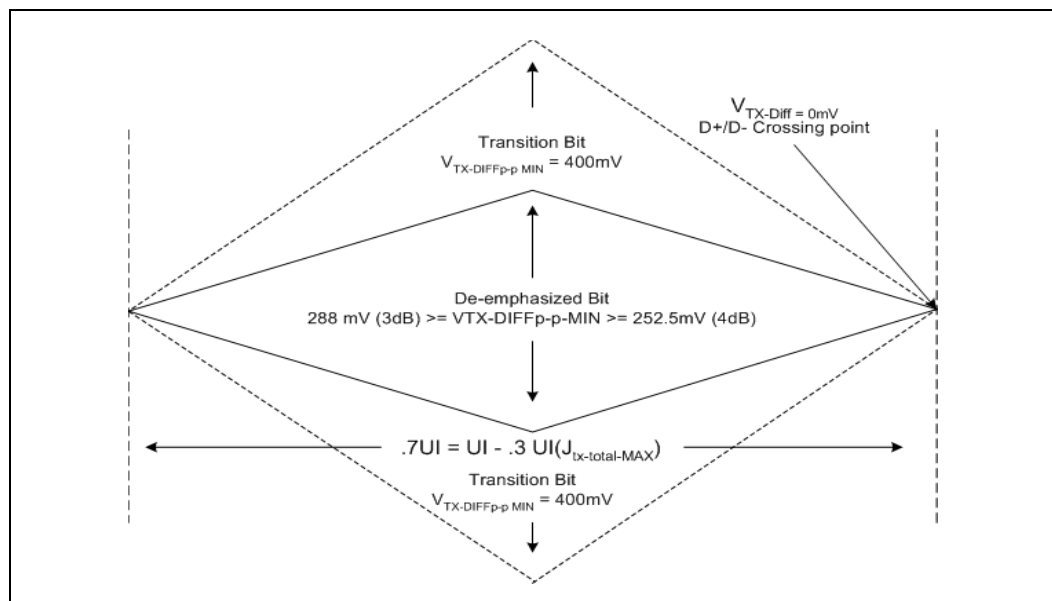 V_TX-Diff = 0mV
D+/D- Crossing point
Transition Bit
V_TX-DIFFp-p MIN = 400mV
De-emphasized Bit
288 mV (3dB) >= VTX-DIFFp-p-MIN >= 252.5mV (4dB)
.7UI = UI - .3 UI(J_tx-total-MAX)
Transition Bit
V_TX-DIFFp-p MIN = 400mV